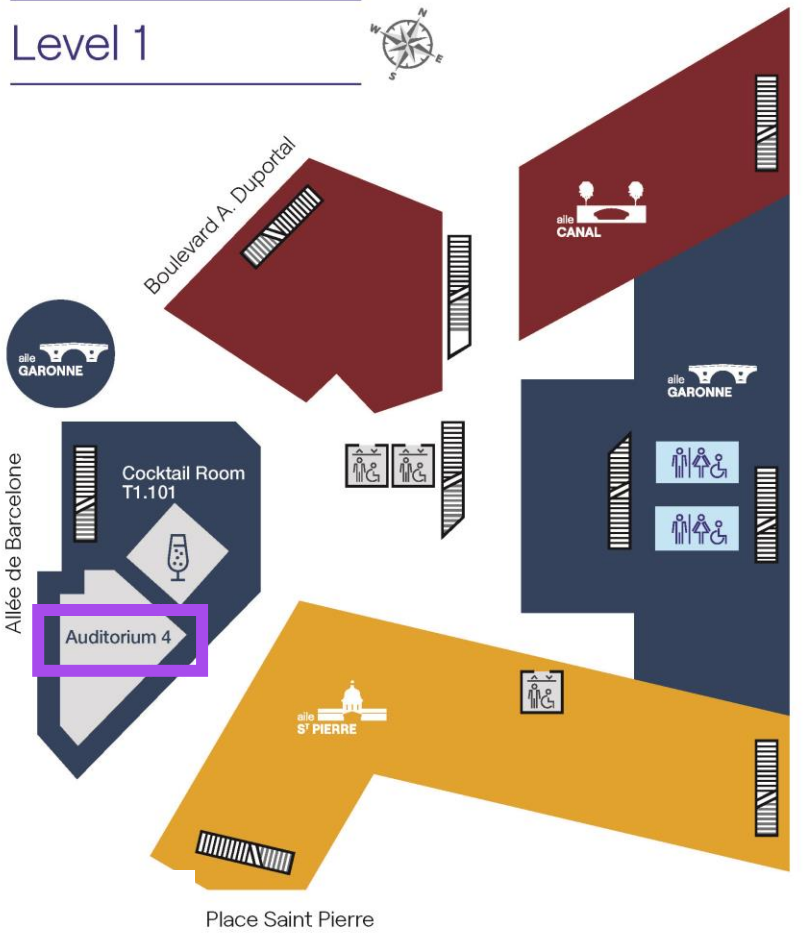 Level 1
N
W
E
S
Boulevard A. Duportal
aile
CANAL
aile
GARONNE
aile
GARONNE
Allée de Barcelone
Cocktail Room
T1.101
Auditorium 4
aile
ST PIERRE
Place Saint Pierre